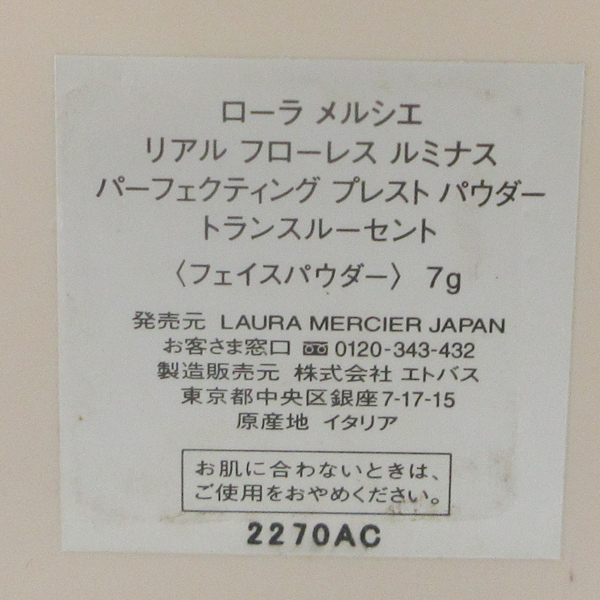 ローラ メルシエ
リアル フローレス ルミナス
パーフェクティング プレスト パウダー
トランスルーセント
〈フェイスパウダー〉 7g
発売元 LAURA MERCIER JAPAN
お客さま窓口 0120-343-432
製造販売元 株式会社 エトバス
東京都中央区銀座7-17-15
原産地 イタリア
お肌に合わないときは、
ご使用をおやめください。
2270AC